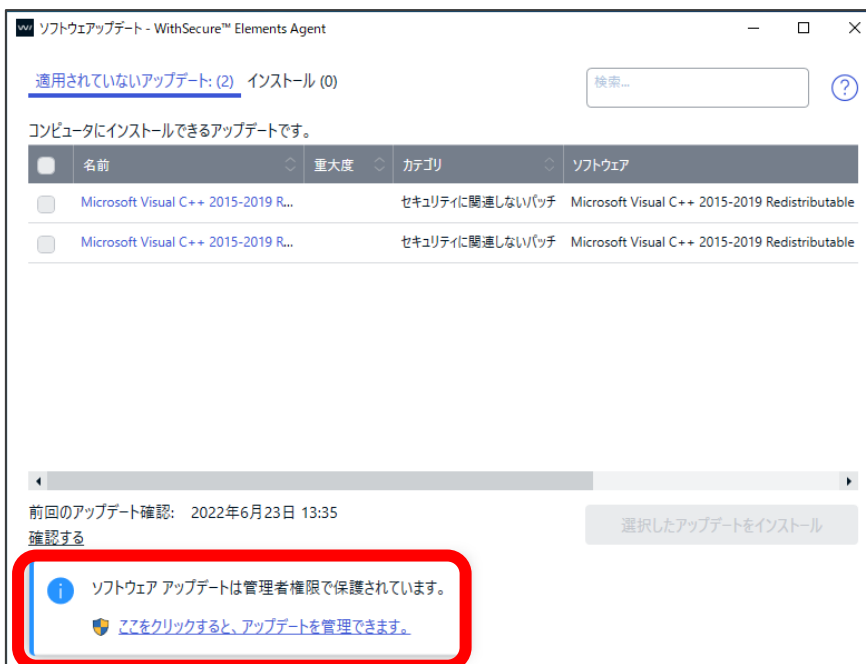 ソフトウェアップデート - WithSecure™ Elements Agent
適用されていないアップデート: (2) インストール (0)
検索...
?
コンピュータにインストールできるアップデートです。
名前 重大度 カテゴリ ソフトウェア
Microsoft Visual C++ 2015-2019 R... セキュリティに関連しないパッチ Microsoft Visual C++ 2015-2019 Redistributable
Microsoft Visual C++ 2015-2019 R... セキュリティに関連しないパッチ Microsoft Visual C++ 2015-2019 Redistributable
前回のアップデート確認: 2022年6月23日 13:35
確認する
選択したアップデートをインストール
ソフトウェア アップデートは管理者権限で保護されています。
ここをクリックすると、アップデートを管理できます。